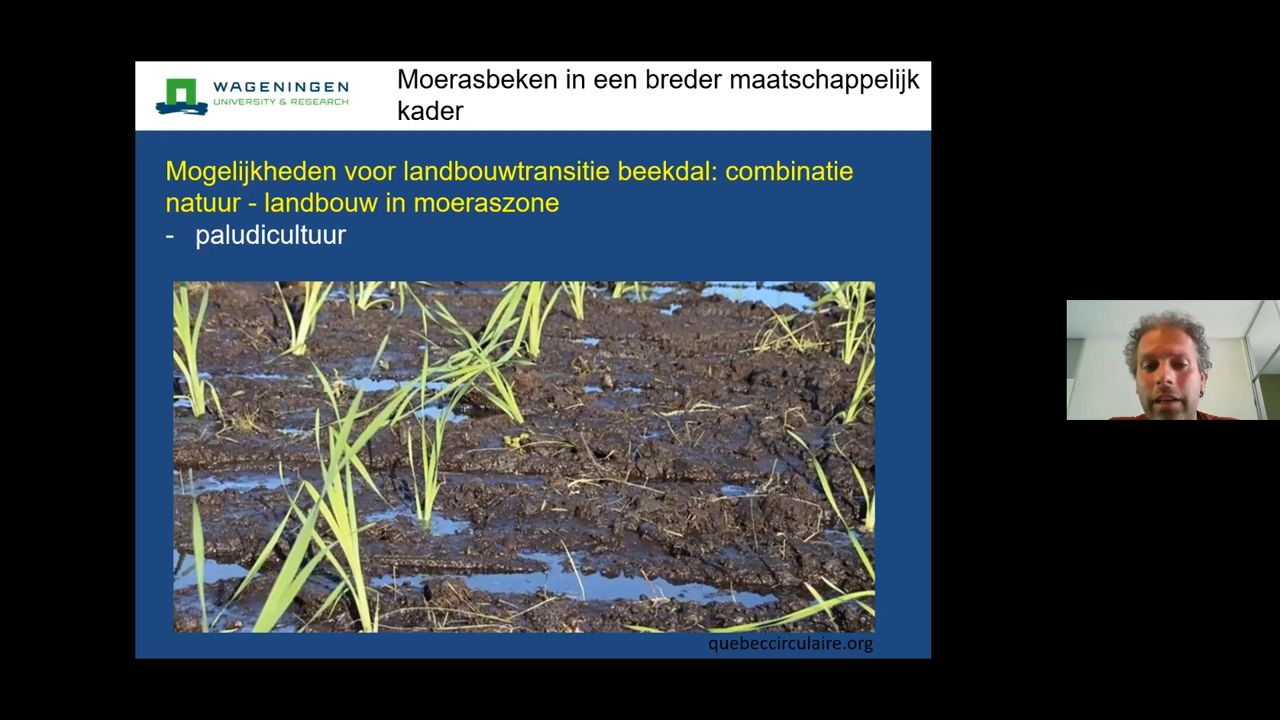 WAGENINGEN
UNIVERSITY & RESEARCH
Moerasbeken in een breder maatschappelijk
kader
Mogelijkheden voor landbouwtransitie beekdal: combinatie
natuur - landbouw in moeraszone
- paludicultuur
quebeccirculaire.org